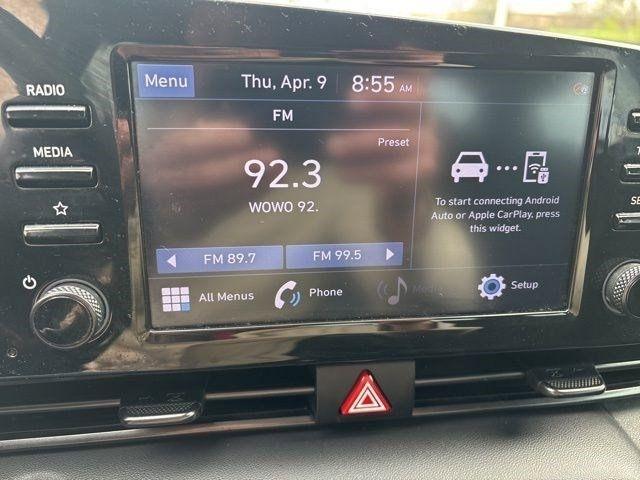 RADIO
MEDIA
Menu
Thu, Apr. 9
8:55 AM
FM
Preset
92.3
WOWO 92.
FM 89.7
FM 99.5
To start connecting Android
Auto or Apple CarPlay, press
this widget.
All Menus
Phone
Media
Setup
SE